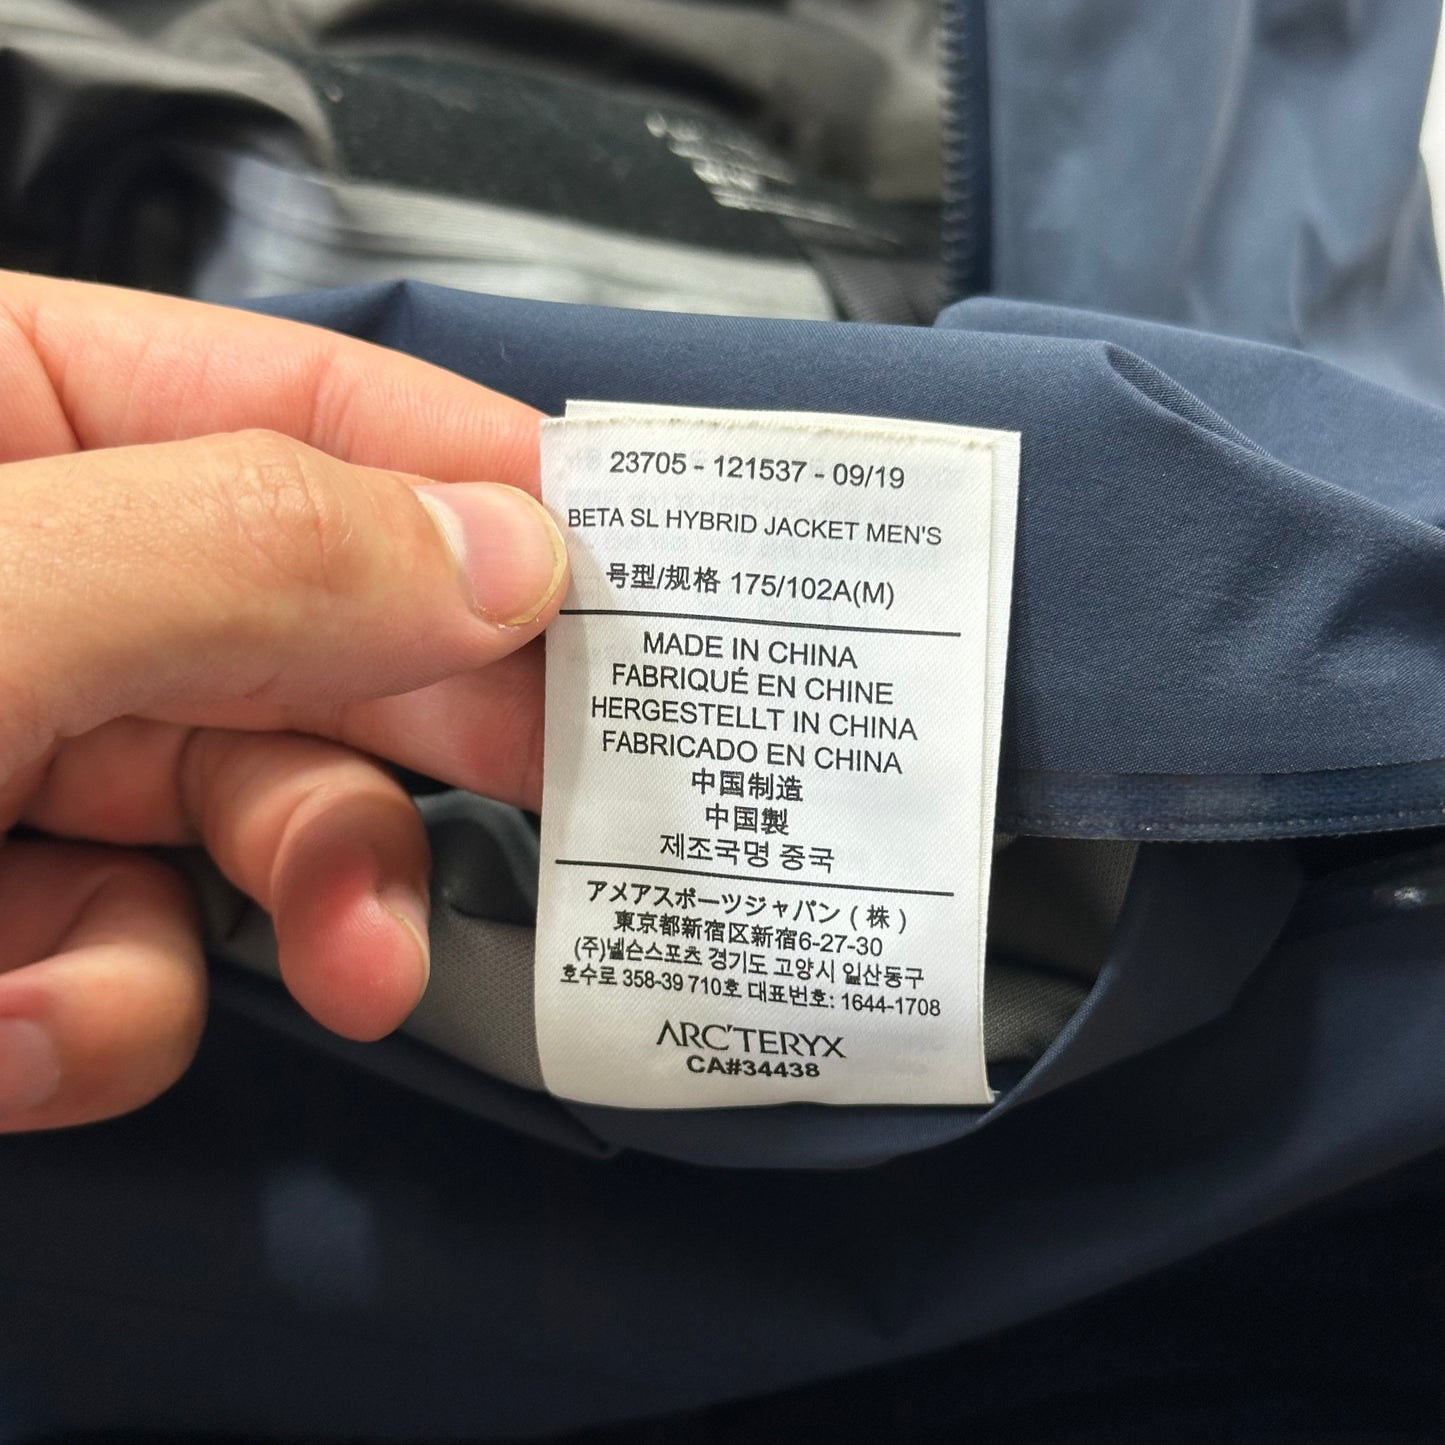 23705 - 121537 - 09/19
BETA SL HYBRID JACKET MEN'S
号型/规格 175/102A(M)
MADE IN CHINA
FABRIQUÉ EN CHINE
HERGESTELLT IN CHINA
FABRICADO EN CHINA
中国制造
中国製
제조국명 중국
アメアスポーツジャパン ( 株 )
東京都新宿区新宿6-27-30
(주)넬슨스포츠 경기도 고양시 일산동구
호수로 358-39 710호 대표번호: 1644-1708
ARC'TERYX
CA#34438